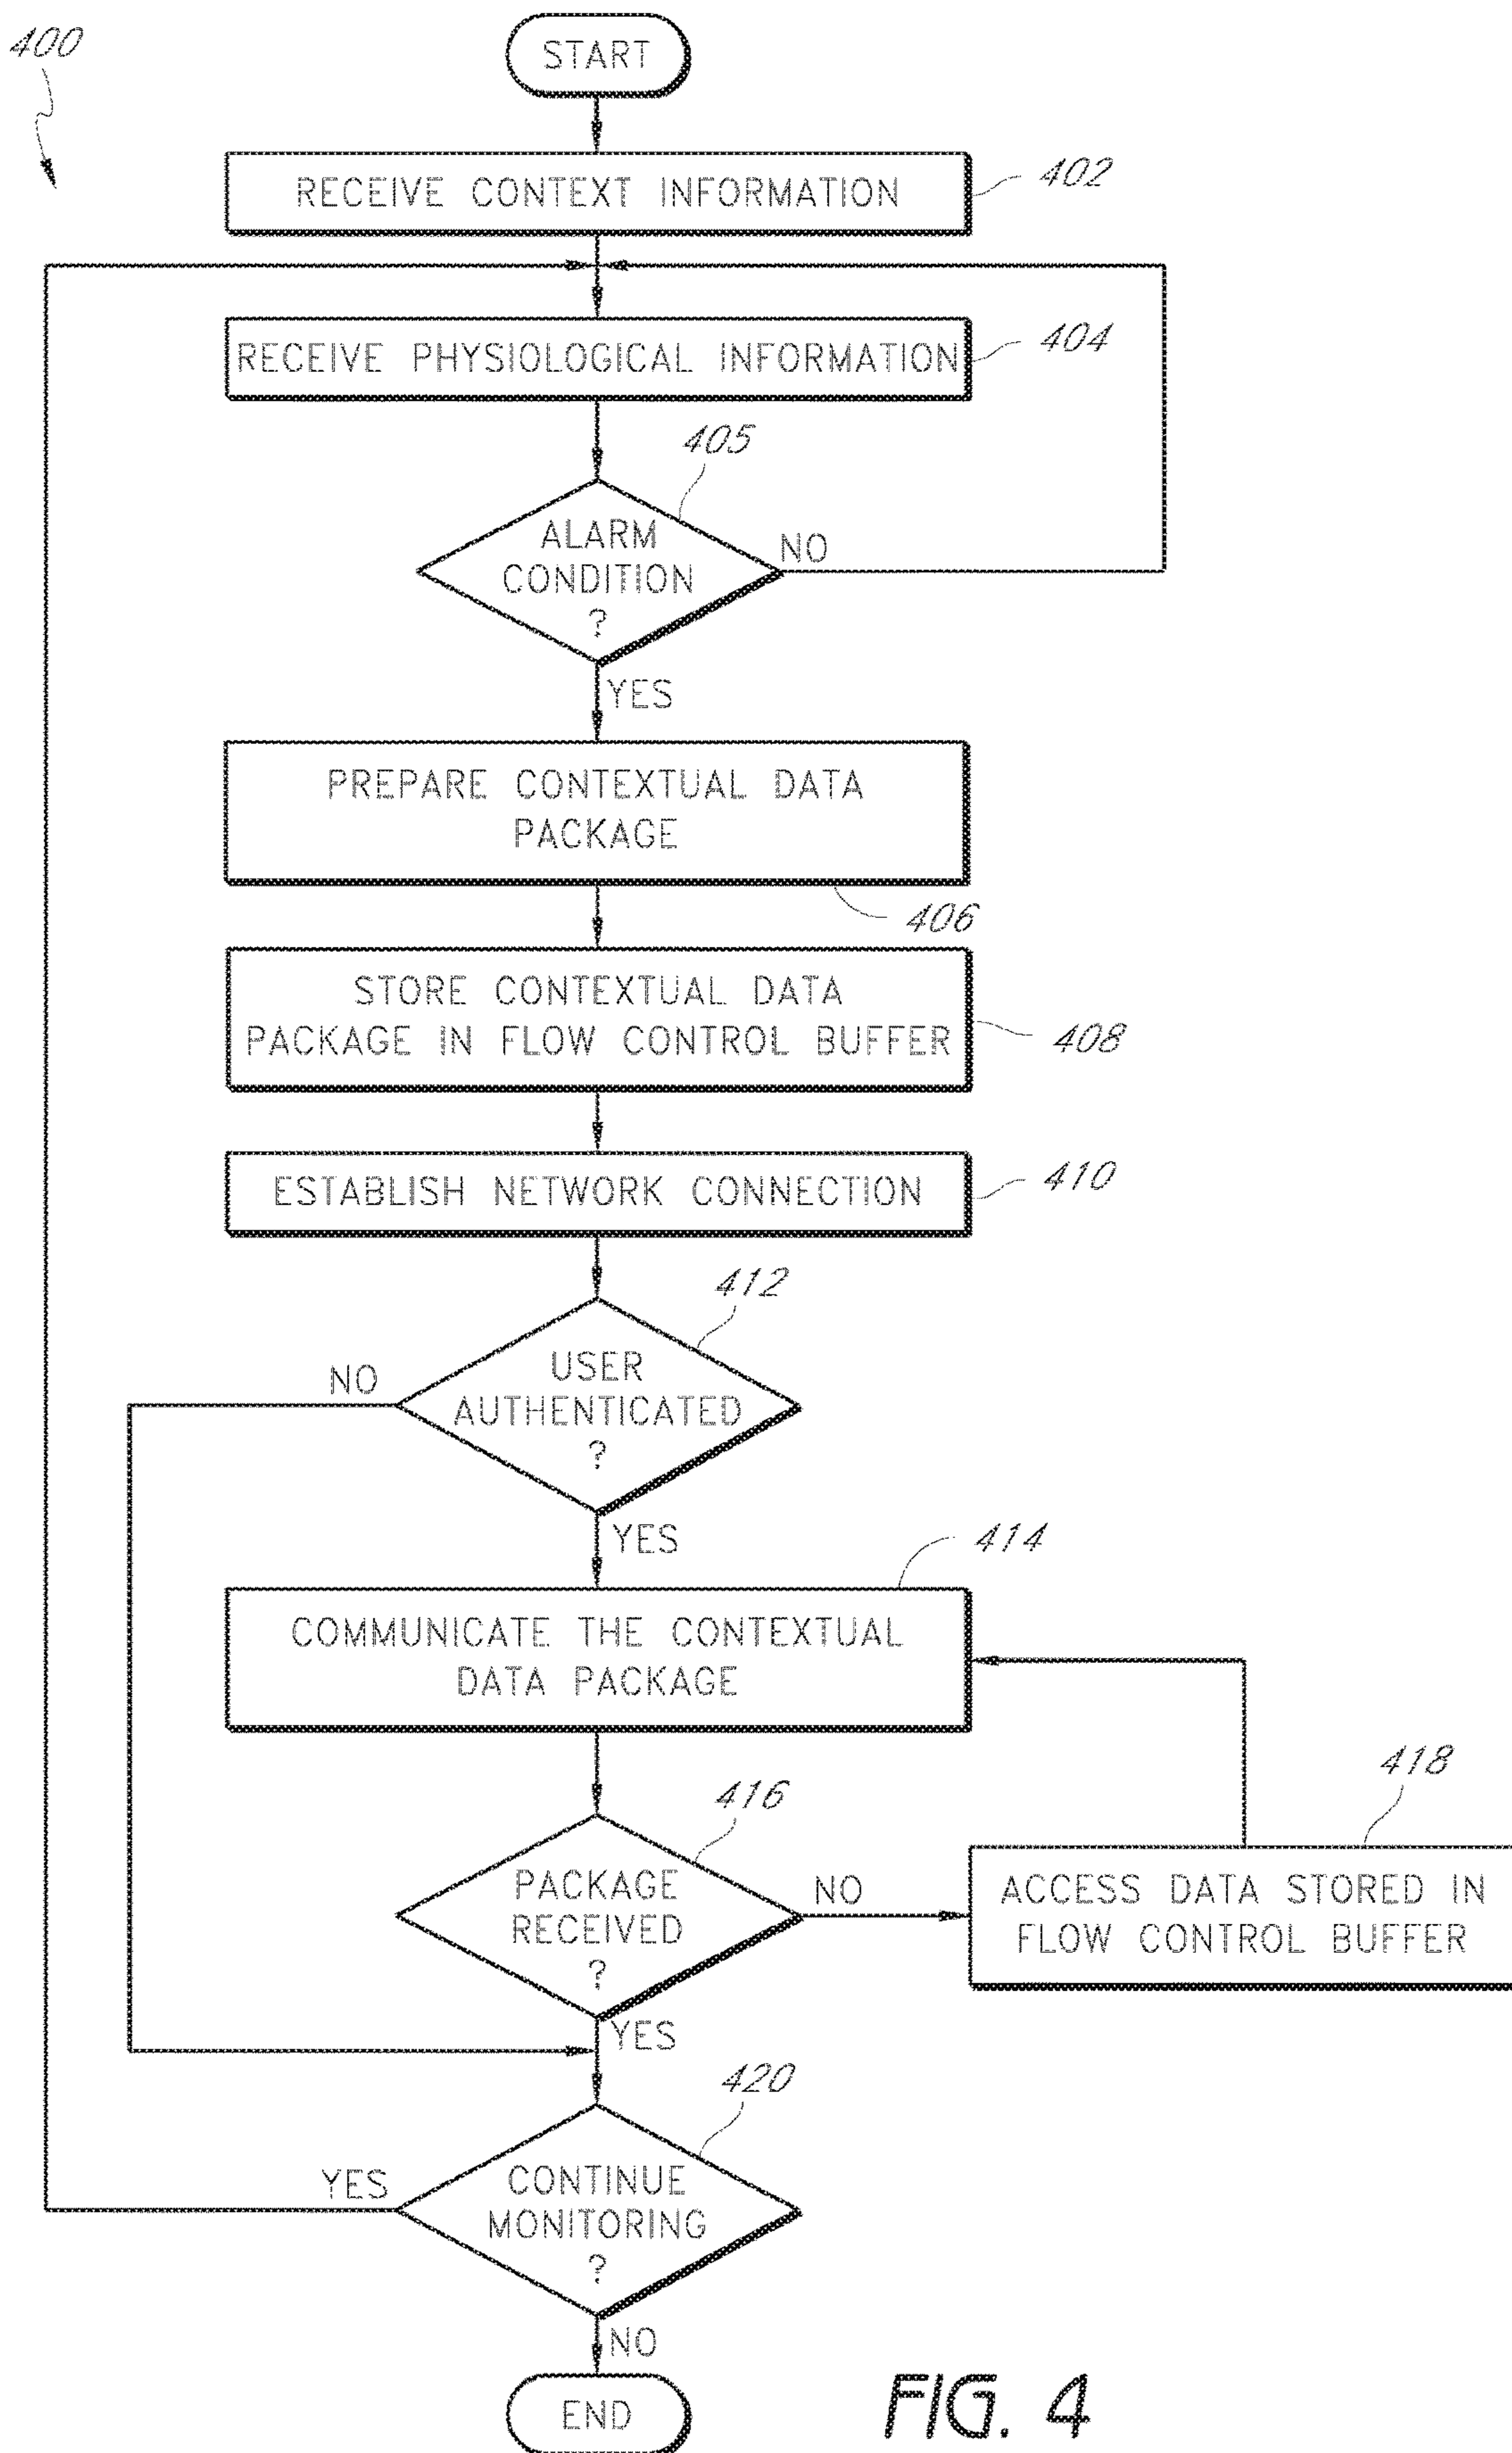 400
START
RECEIVE CONTEXT INFORMATION
402
RECEIVE PHYSIOLOGICAL INFORMATION
404
405
ALARM
CONDITION
?
NO
YES
PREPARE CONTEXTUAL DATA
PACKAGE
406
STORE CONTEXTUAL DATA
PACKAGE IN FLOW CONTROL BUFFER
408
ESTABLISH NETWORK CONNECTION
410
412
USER
AUTHENTICATED
?
NO
YES
414
COMMUNICATE THE CONTEXTUAL
DATA PACKAGE
416
PACKAGE
RECEIVED
?
NO
YES
418
ACCESS DATA STORED IN
FLOW CONTROL BUFFER
420
CONTINUE
MONITORING
?
YES
NO
END
FIG. 4